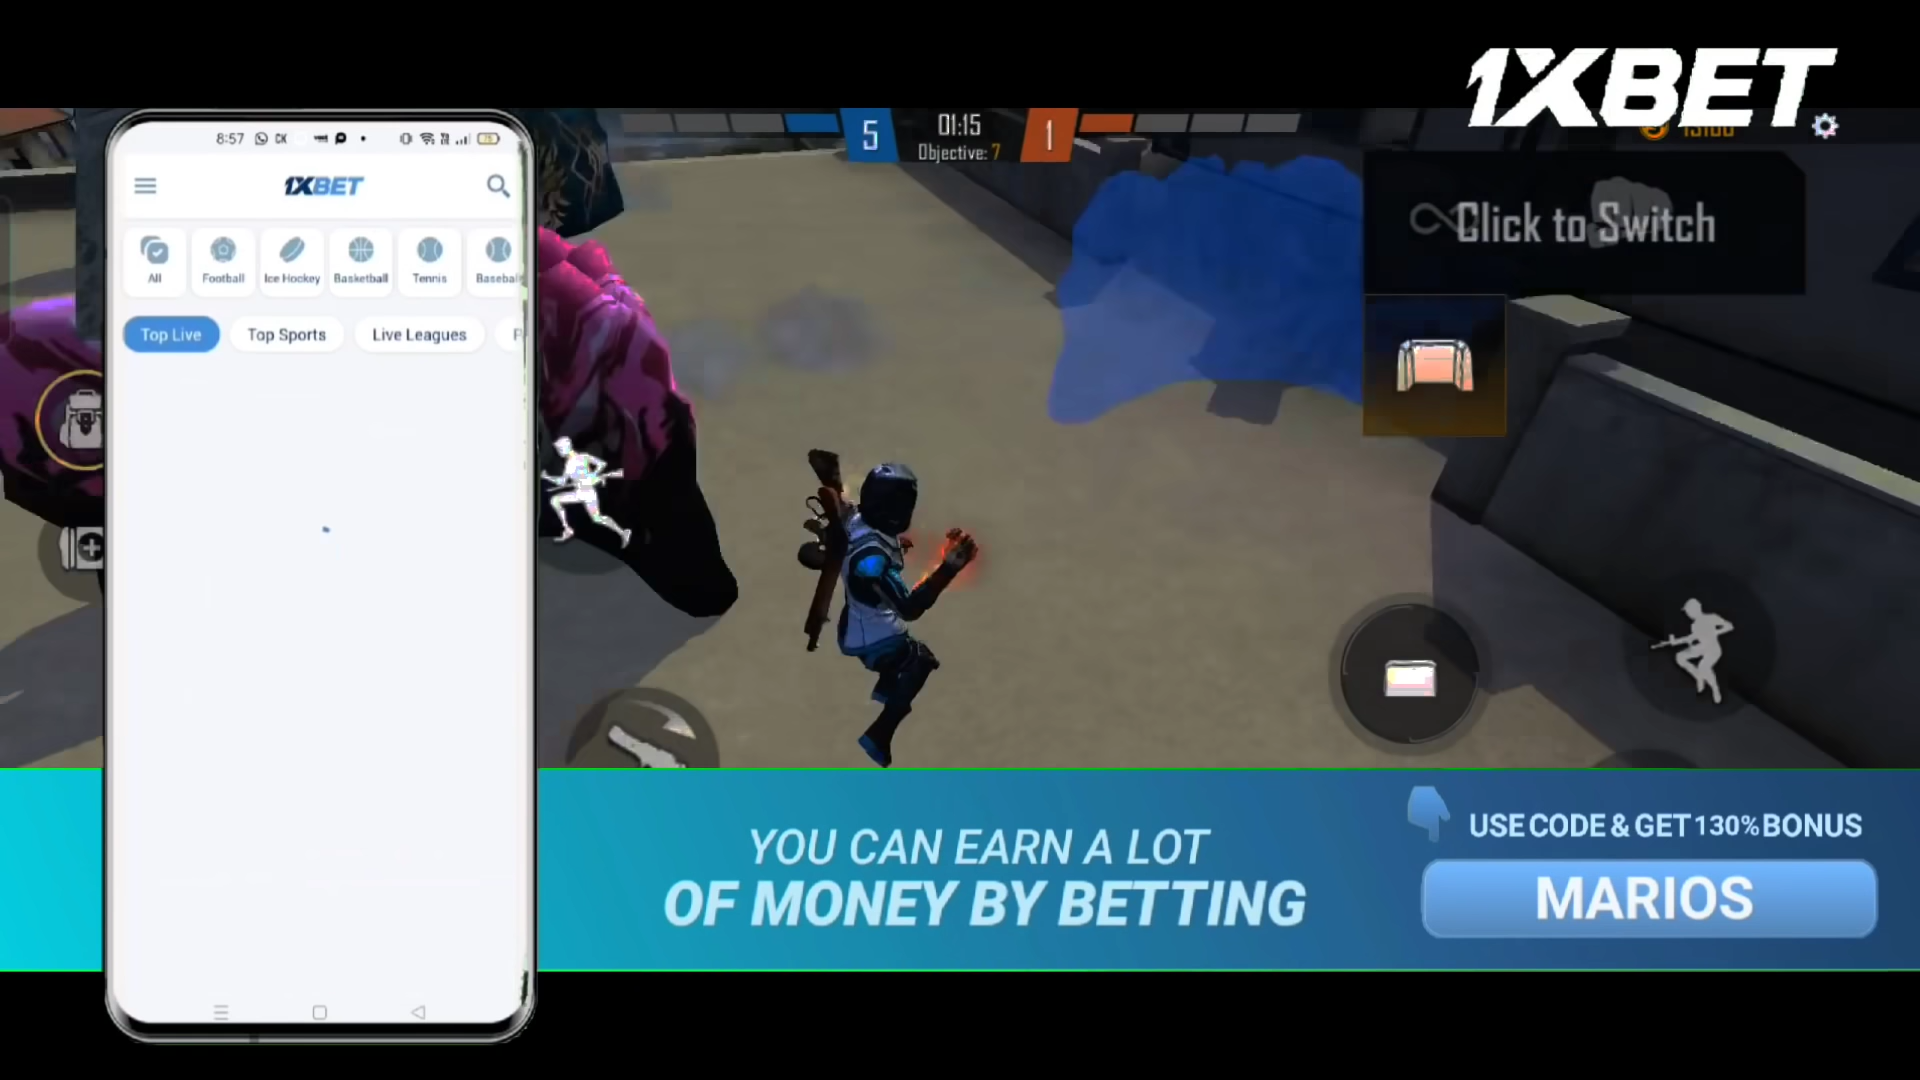 1XBET
8:57
CK
1XBET
All
Football
Ice Hockey
Basketball
Tennis
Baseball
Top Live
Top Sports
Live Leagues
5
01:15
Objective: 7
1
Click to Switch
YOU CAN EARN A LOT
OF MONEY BY BETTING
USE CODE & GET 130% BONUS
MARIOS